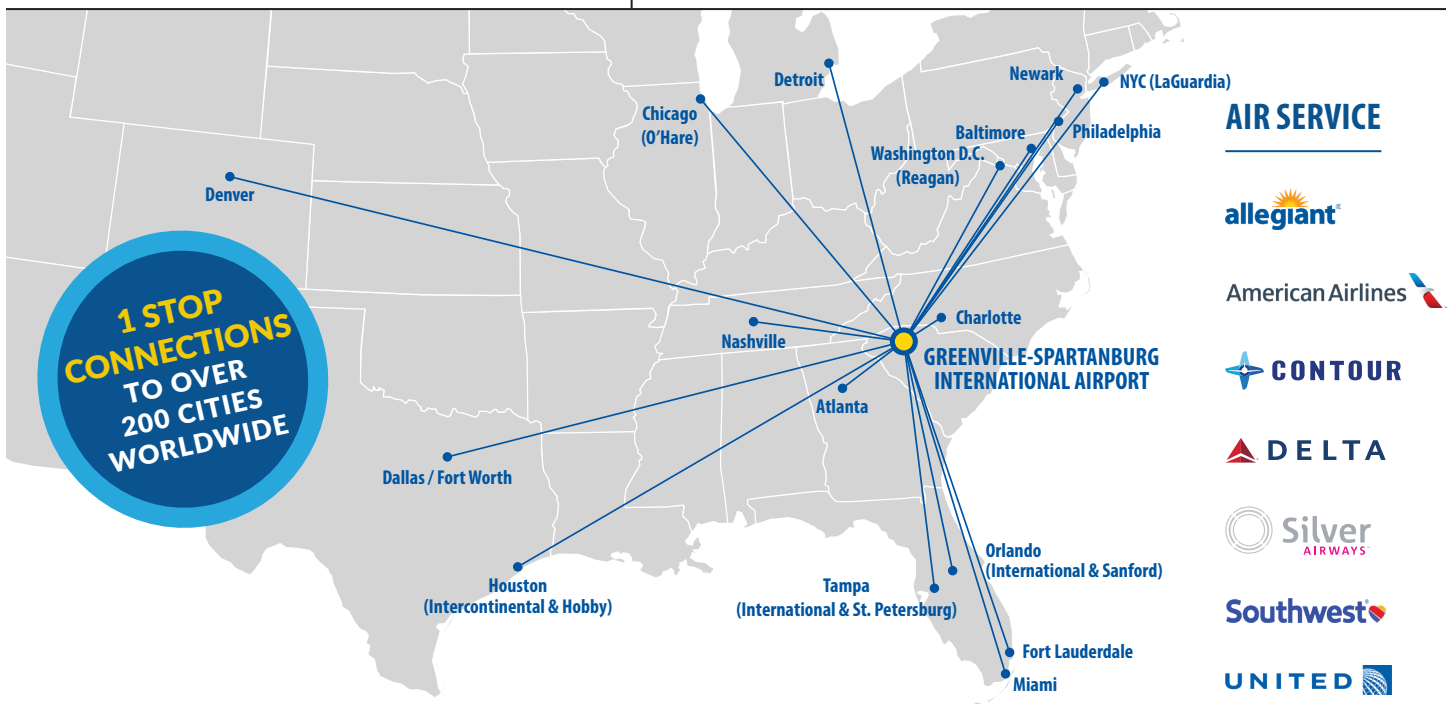 Detroit
Newark
NYC (LaGuardia)
Chicago
(O'Hare)
Baltimore
Philadelphia
Washington D.C.
(Reagan)
Denver
AIR SERVICE
allegiant®
American Airlines
CONTOUR
DELTA
Silver
AIRWAYS
Southwest®
UNITED
1 STOP
CONNECTIONS
TO OVER
200 CITIES
WORLDWIDE
Nashville
Charlotte
GREENVILLE-SPARTANBURG
INTERNATIONAL AIRPORT
Atlanta
Dallas / Fort Worth
Houston
(Intercontinental & Hobby)
Tampa
(International & St. Petersburg)
Orlando
(International & Sanford)
Fort Lauderdale
Miami